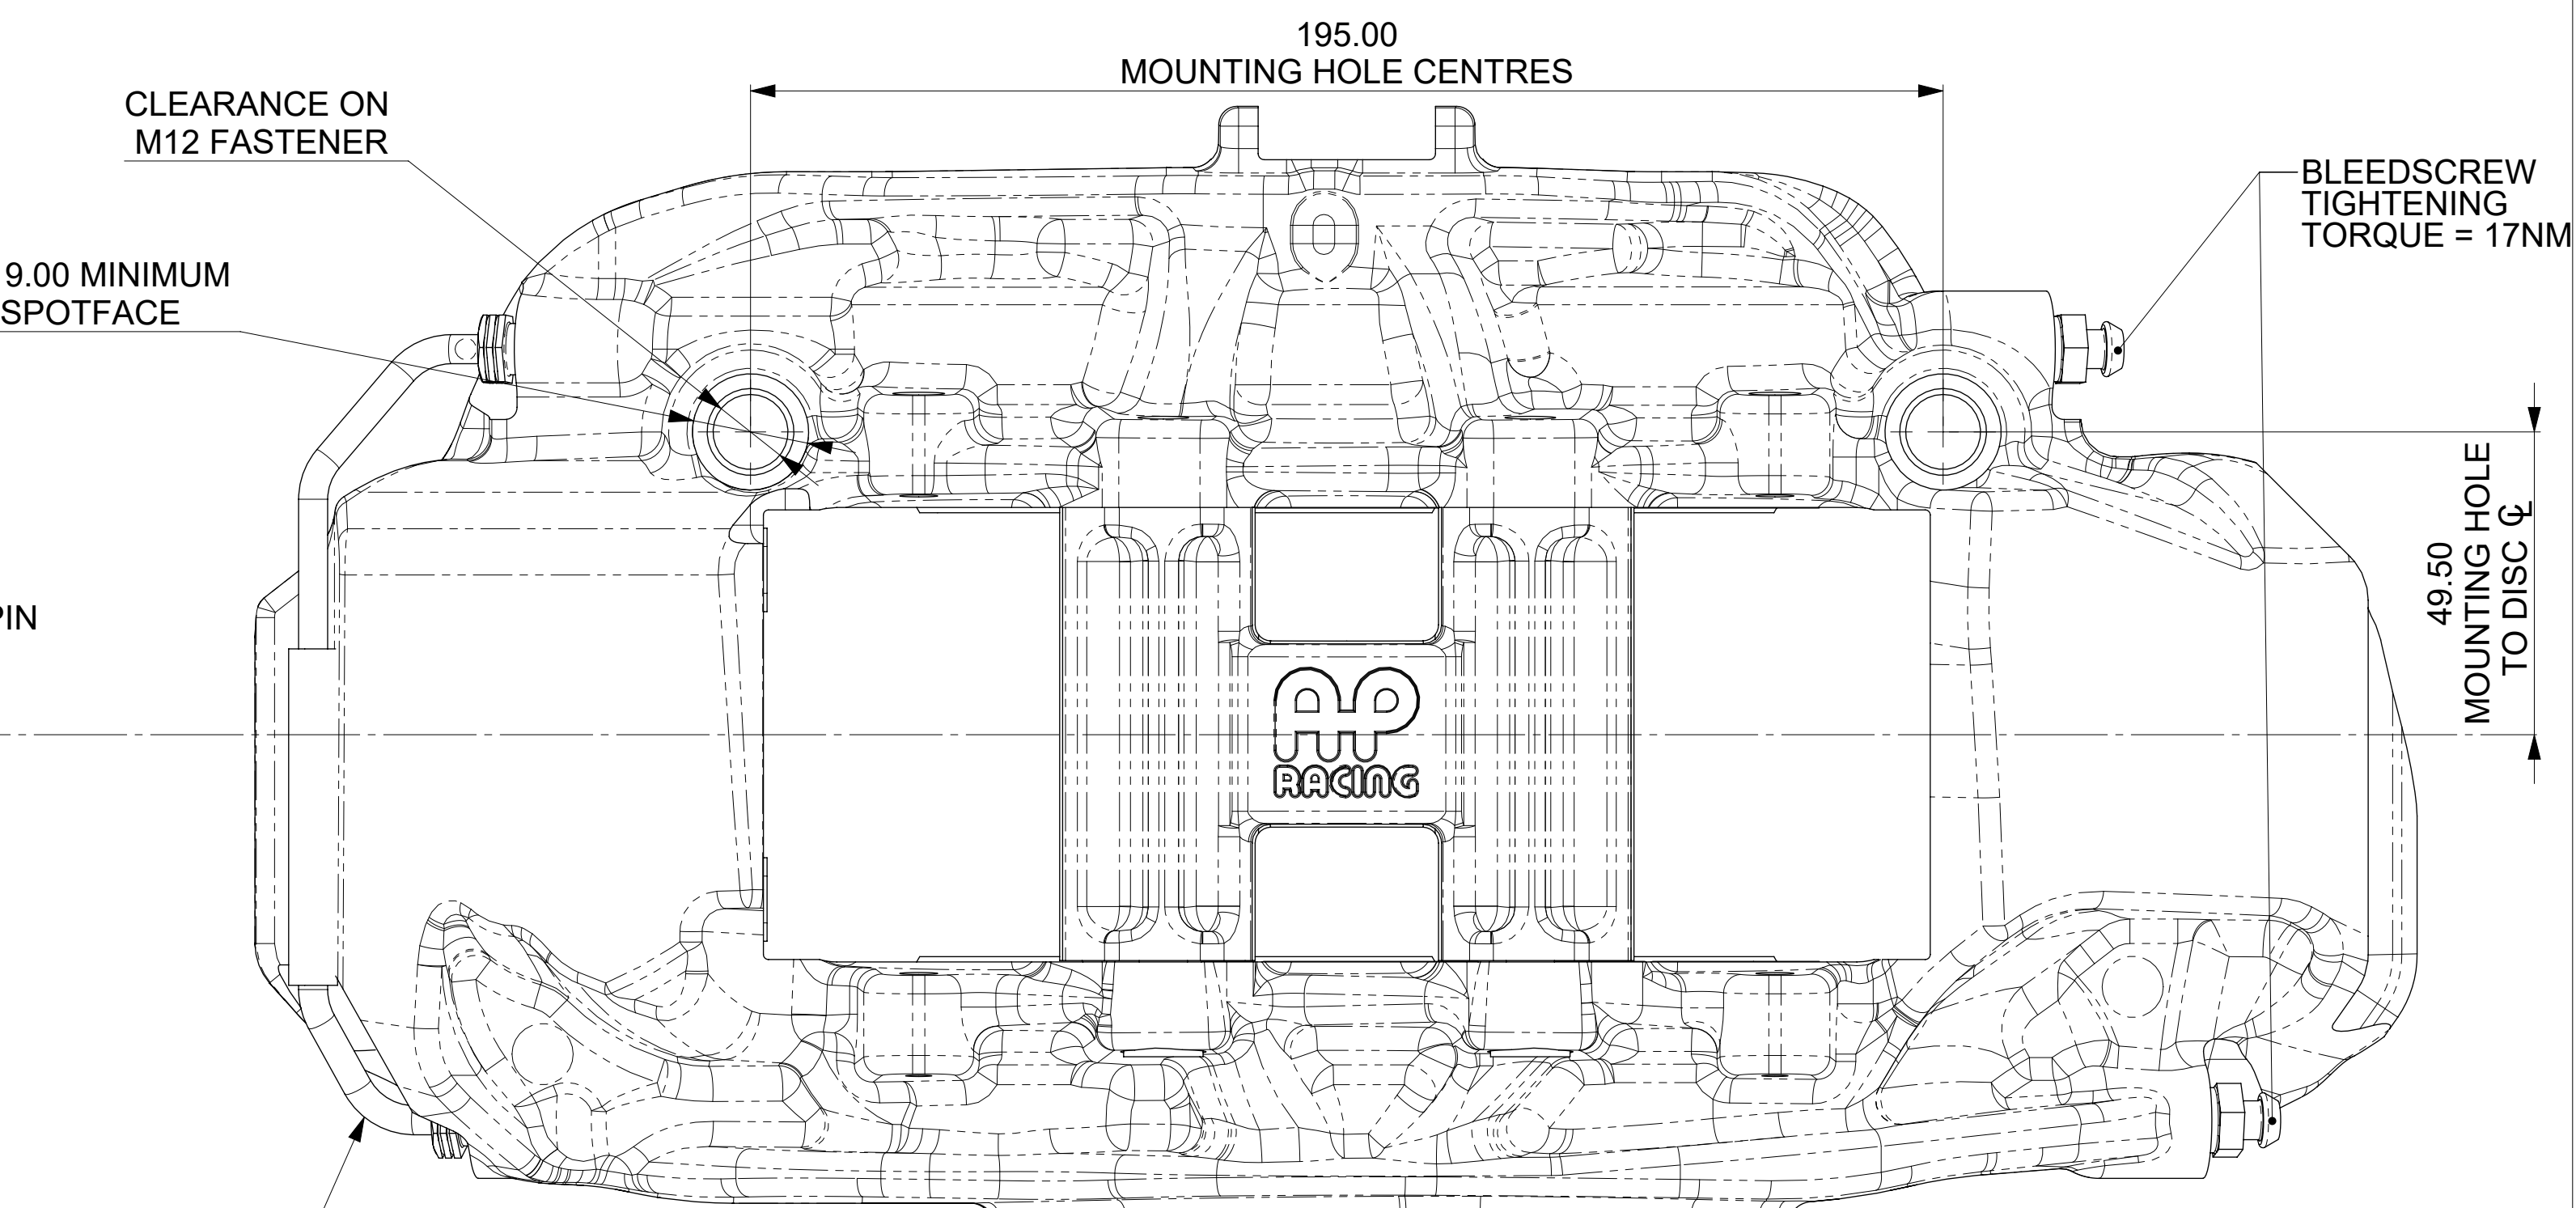 195.00
MOUNTING HOLE CENTRES
CLEARANCE ON
M12 FASTENER
BLEEDSCREW
TIGHTENING
TORQUE = 17NM
9.00 MINIMUM
SPOTFACE
49.50
MOUNTING HOLE
TO DISC ℄
PIN
AP
RACING